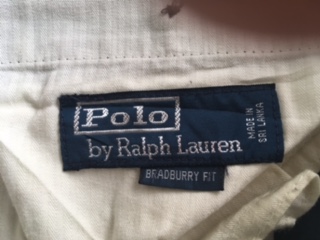 Polo
by Ralph Lauren
MADE IN
SRI LANKA
BRADBURRY FIT